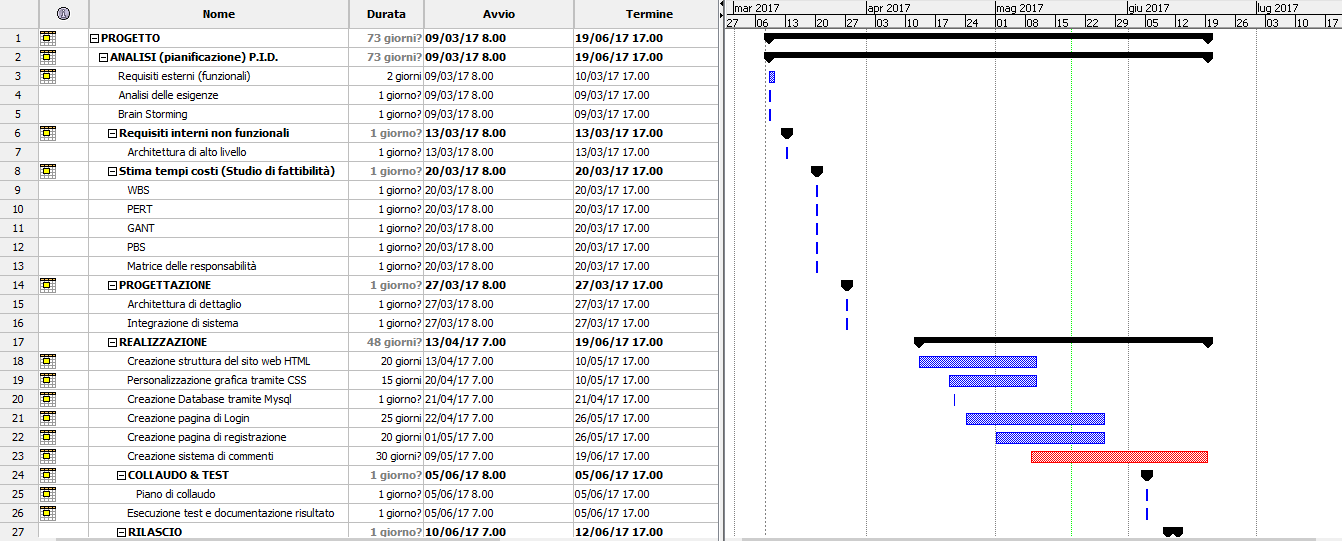 Nome Durata Avvio Termine
mar 2017 apr 2017 mag 2017 giu 2017 lug 2017
27 06 13 20 27 03 10 17 24 01 08 15 22 29 05 12 19 26 03 10 17
1 PROGETTO 73 giorni? 09/03/17 8.00 19/06/17 17.00
2 ANALISI (pianificazione) P.I.D. 73 giorni? 09/03/17 8.00 19/06/17 17.00
3 Requisiti esterni (funzionali) 2 giorni 09/03/17 8.00 10/03/17 17.00
4 Analisi delle esigenze 1 giorno? 09/03/17 8.00 09/03/17 17.00
5 Brain Storming 1 giorno? 09/03/17 8.00 09/03/17 17.00
6 Requisiti interni non funzionali 1 giorno? 13/03/17 8.00 13/03/17 17.00
7 Architettura di alto livello 1 giorno? 13/03/17 8.00 13/03/17 17.00
8 Stima tempi costi (Studio di fattibilità) 1 giorno? 20/03/17 8.00 20/03/17 17.00
9 WBS 1 giorno? 20/03/17 8.00 20/03/17 17.00
10 PERT 1 giorno? 20/03/17 8.00 20/03/17 17.00
11 GANT 1 giorno? 20/03/17 8.00 20/03/17 17.00
12 PBS 1 giorno? 20/03/17 8.00 20/03/17 17.00
13 Matrice delle responsabilità 1 giorno? 20/03/17 8.00 20/03/17 17.00
14 PROGETTAZIONE 1 giorno? 27/03/17 8.00 27/03/17 17.00
15 Architettura di dettaglio 1 giorno? 27/03/17 8.00 27/03/17 17.00
16 Integrazione di sistema 1 giorno? 27/03/17 8.00 27/03/17 17.00
17 REALIZZAZIONE 48 giorni? 13/04/17 7.00 19/06/17 17.00
18 Creazione struttura del sito web HTML 20 giorni 13/04/17 7.00 10/05/17 17.00
19 Personalizzazione grafica tramite CSS 15 giorni 20/04/17 7.00 10/05/17 17.00
20 Creazione Database tramite Mysql 1 giorno? 21/04/17 7.00 21/04/17 17.00
21 Creazione pagina di Login 25 giorni 22/04/17 7.00 26/05/17 17.00
22 Creazione pagina di registrazione 20 giorni 01/05/17 7.00 26/05/17 17.00
23 Creazione sistema di commenti 30 giorni? 09/05/17 7.00 19/06/17 17.00
24 COLLAUDO & TEST 1 giorno? 05/06/17 8.00 05/06/17 17.00
25 Piano di collaudo 1 giorno? 05/06/17 8.00 05/06/17 17.00
26 Esecuzione test e documentazione risultato 1 giorno? 05/06/17 7.00 05/06/17 17.00
27 RILASCIO 1 giorno? 10/06/17 7.00 12/06/17 17.00